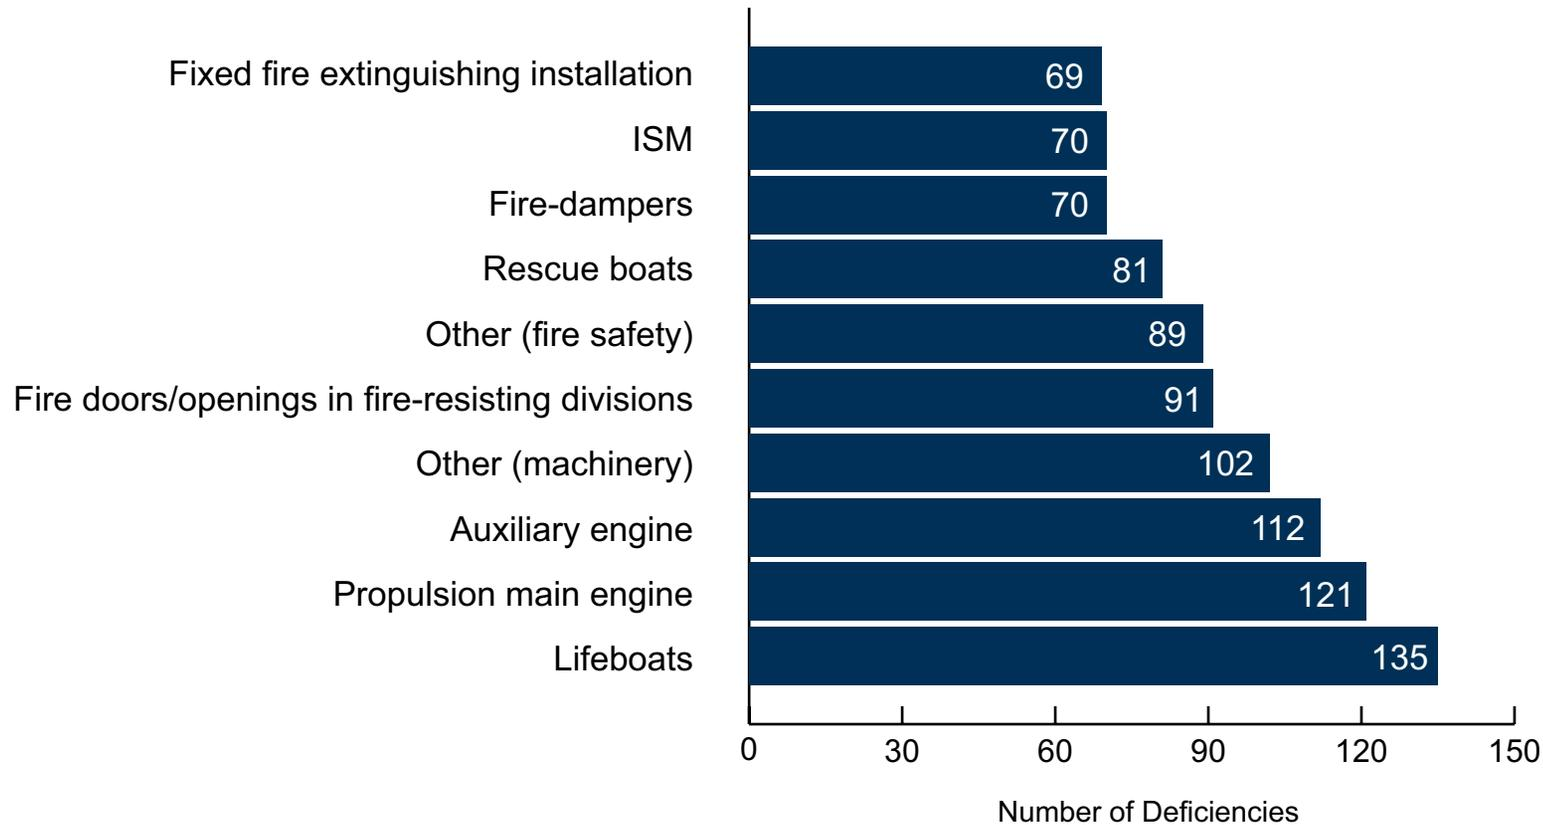 Fixed fire extinguishing installation 69
ISM 70
Fire-dampers 70
Rescue boats 81
Other (fire safety) 89
Fire doors/openings in fire-resisting divisions 91
Other (machinery) 102
Auxiliary engine 112
Propulsion main engine 121
Lifeboats 135
0 30 60 90 120 150
Number of Deficiencies